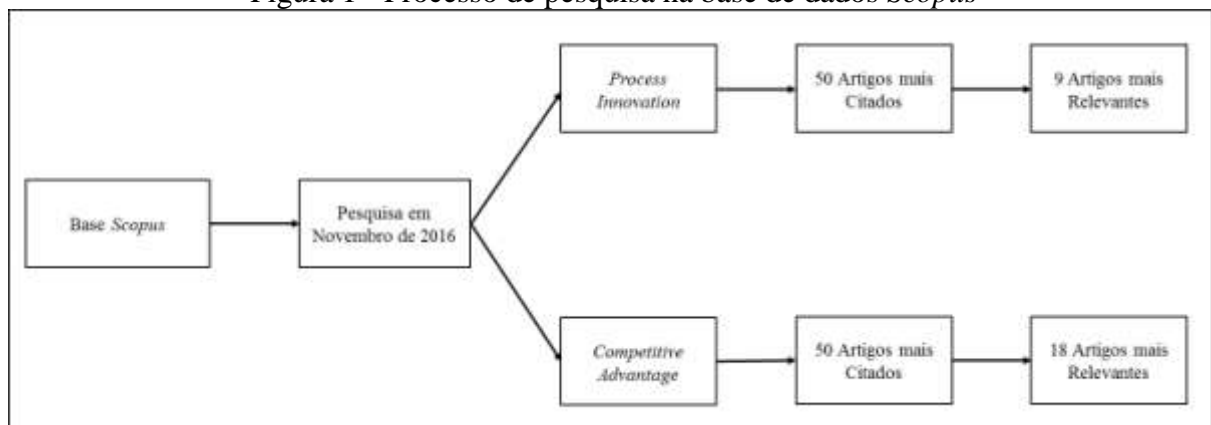 Figura 1 - Processo de pesquisa na base de dados Scopus
Base Scopus
Pesquisa em
Novembro de 2016
Process
Innovation
50 Artigos mais
Citados
9 Artigos mais
Relevantes
Competitive
Advantage
50 Artigos mais
Citados
18 Artigos mais
Relevantes